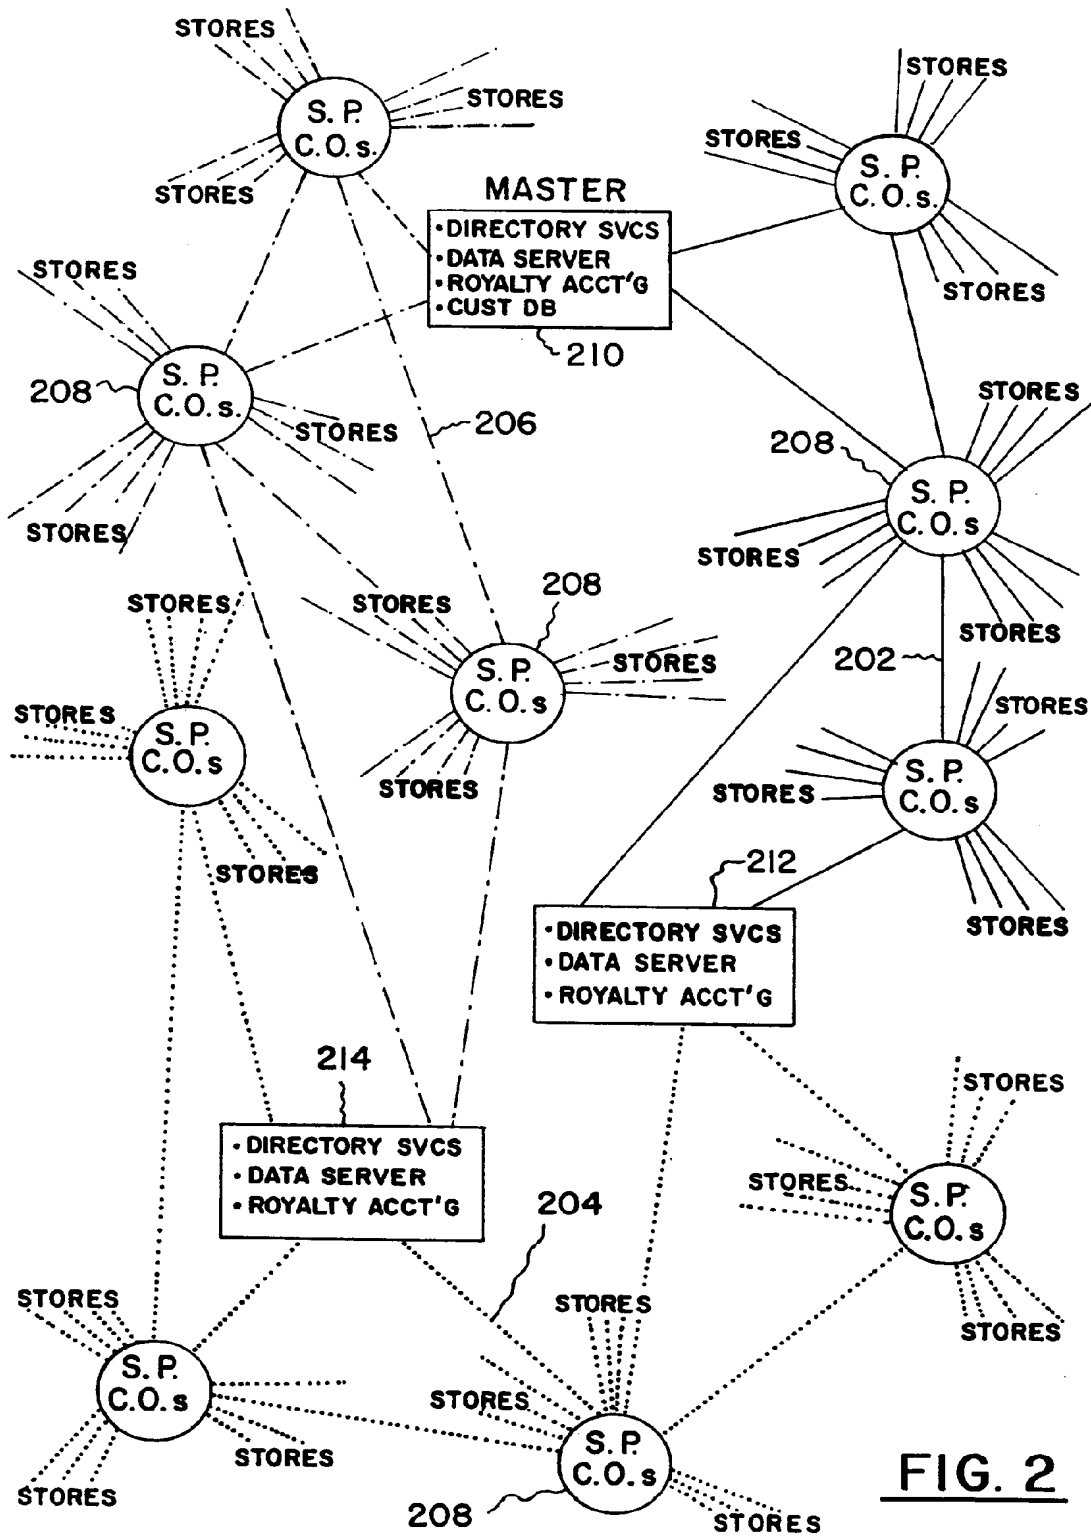 STORES
S. P.
C.O.s.
STORES
STORES
STORES
STORES
S. P.
C.O.s.
STORES
MASTER
•DIRECTORY SVCS
•DATA SERVER
•ROYALTY ACCT'G
•CUST DB
210
STORES
208
S. P.
C.O.s.
STORES
STORES
206
STORES
208
S. P.
C.O.s
STORES
STORES
202
STORES
S. P.
C.O.s
STORES
STORES
STORES
208
S. P.
C.O.s
STORES
STORES
STORES
STORES
S. P.
C.O.s
STORES
212
•DIRECTORY SVCS
•DATA SERVER
•ROYALTY ACCT'G
214
•DIRECTORY SVCS
•DATA SERVER
•ROYALTY ACCT'G
204
STORES
STORES
S. P.
C.O.s
STORES
STORES
S. P.
C.O.s
STORES
STORES
STORES
STORES
S. P.
C.O.s
208
STORES
FIG. 2